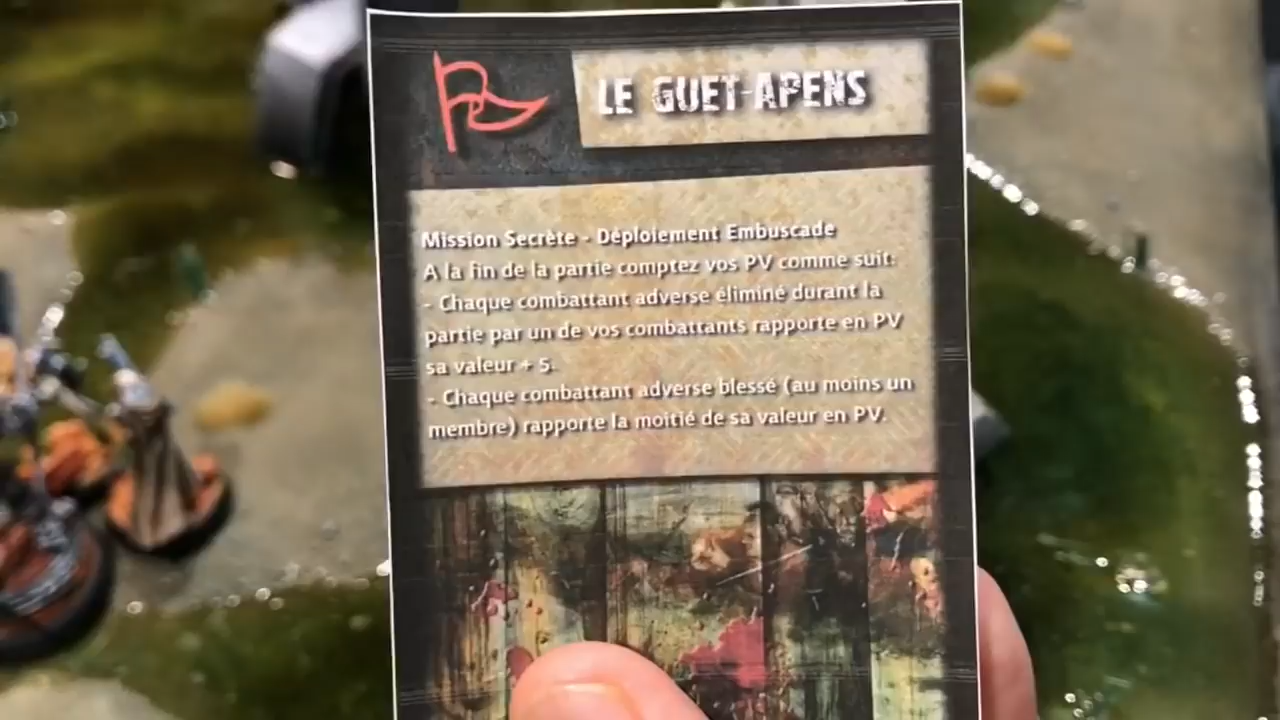 LE GUET-APENS
Mission Secrète - Déploiement Embuscade
A la fin de la partie comptez vos PV comme suit:
- Chaque combattant adverse éliminé durant la
partie par un de vos combattants rapporte en PV
sa valeur + 5.
- Chaque combattant adverse blessé (au moins un
membre) rapporte la moitié de sa valeur en PV.